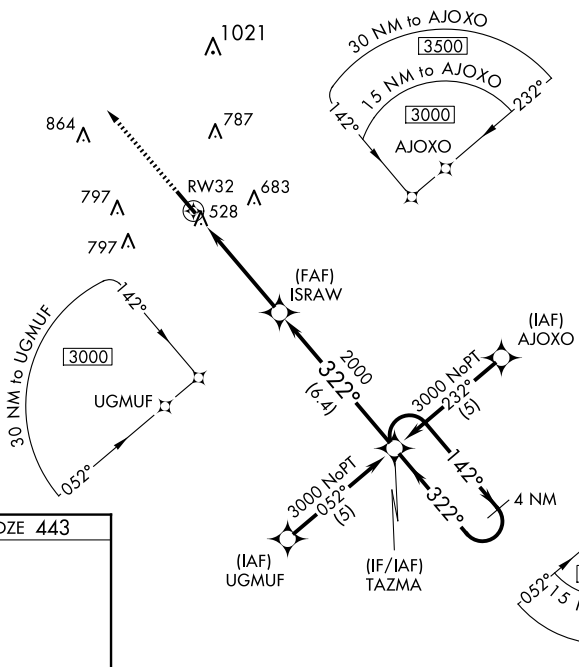 1021
30 NM to AJOXO
3500
15 NM to AJOXO
3000
142°
232°
AJOXO
864
787
RW32
683
797
528
797
(FAF)
ISRAW
142°
30 NM to UGMUF
3000
UGMUF
052°
2000
322°
(6.4)
(IAF)
AJOXO
3000 NoPT
232°
(5)
142°
322°
4 NM
3000 NoPT
052°
(5)
(IAF)
UGMUF
(IF/IAF)
TAZMA
DZE 443
052°
15 N